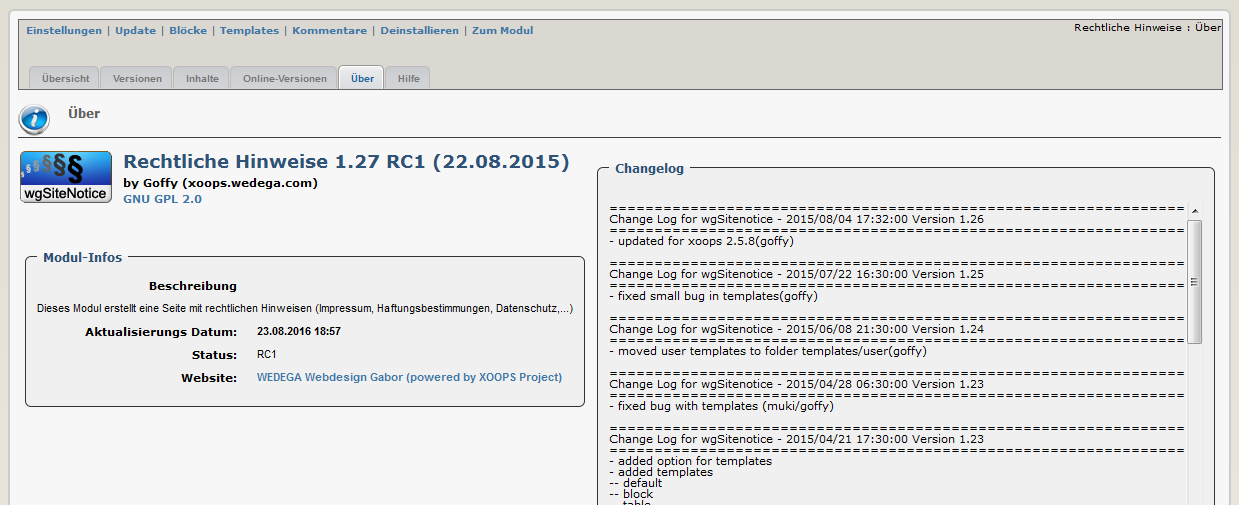 Einstellungen | Update | Blöcke | Templates | Kommentare | Deinstallieren | Zum Modul
Rechtliche Hinweise : Über
Übersicht Versionen Inhalte Online-Versionen Über Hilfe
Über
§§§§§
wgSiteNotice
Rechtliche Hinweise 1.27 RC1 (22.08.2015)
by Goffy (xoops.wedega.com)
GNU GPL 2.0
Modul-Infos
Beschreibung
Dieses Modul erstellt eine Seite mit rechtlichen Hinweisen (Impressum, Haftungsbestimmungen, Datenschutz,...)
Aktualisierungs Datum: 23.08.2016 18:57
Status: RC1
Website: WEDEGA Webdesign Gabor (powered by XOOPS Project)
Changelog
================================================================
Change Log for wgSitenotice - 2015/08/04 17:32:00 Version 1.26
================================================================
- updated for xoops 2.5.8(goffy)
================================================================
Change Log for wgSitenotice - 2015/07/22 16:30:00 Version 1.25
================================================================
- fixed small bug in templates(goffy)
================================================================
Change Log for wgSitenotice - 2015/06/08 21:30:00 Version 1.24
================================================================
- moved user templates to folder templates/user(goffy)
================================================================
Change Log for wgSitenotice - 2015/04/28 06:30:00 Version 1.23
================================================================
- fixed bug with templates (muki/goffy)
================================================================
Change Log for wgSitenotice - 2015/04/21 17:30:00 Version 1.23
================================================================
- added option for templates
- added templates
-- default
-- block